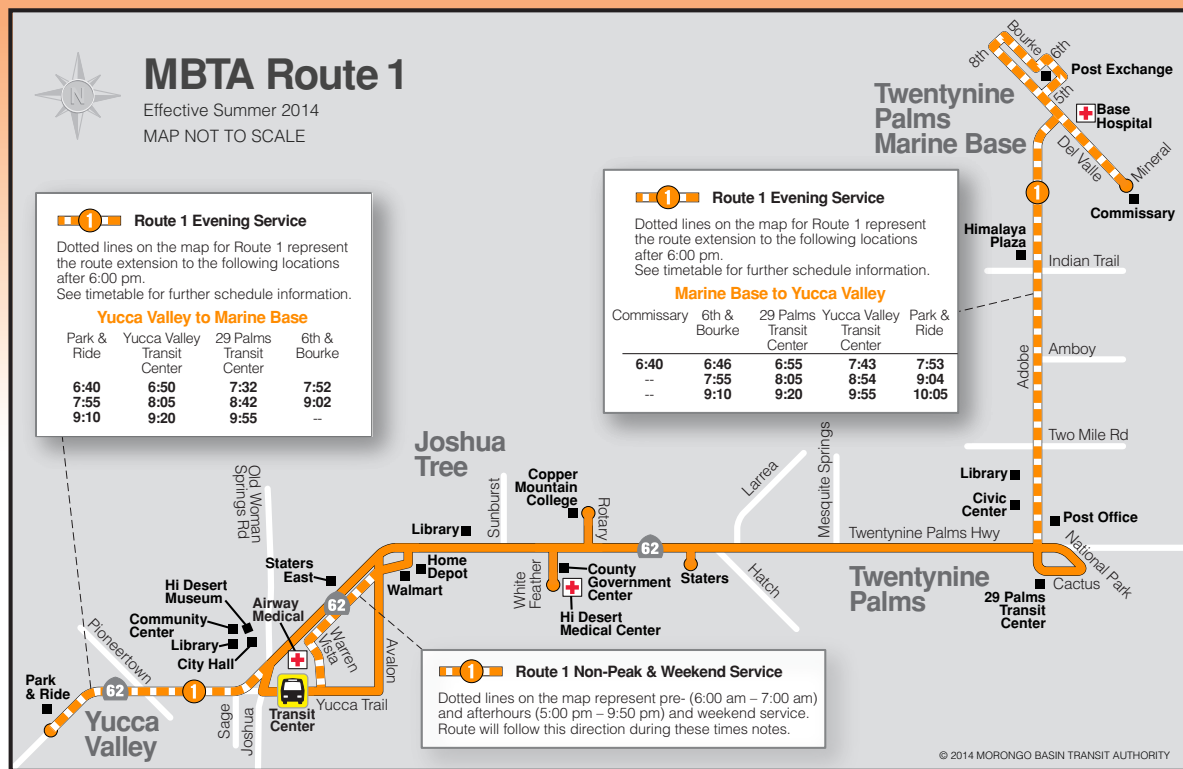 MBTA Route 1
Effective Summer 2014
MAP NOT TO SCALE
N
1 Route 1 Evening Service
Dotted lines on the map for Route 1 represent
the route extension to the following locations
after 6:00 pm.
See timetable for further schedule information.
Yucca Valley to Marine Base
Park & Ride Yucca Valley Transit Center 29 Palms Transit Center 6th & Bourke
6:40 6:50 7:32 7:52
7:55 8:05 8:42 9:02
9:10 9:20 9:55 --
1 Route 1 Evening Service
Dotted lines on the map for Route 1 represent
the route extension to the following locations
after 6:00 pm.
See timetable for further schedule information.
Marine Base to Yucca Valley
Commissary 6th & Bourke 29 Palms Transit Center Yucca Valley Transit Center Park & Ride
6:40 6:46 6:55 7:43 7:53
-- 7:55 8:05 8:54 9:04
-- 9:10 9:20 9:55 10:05
Bourke
6th
8th
5th
Post Exchange
Twentynine
Palms
Marine Base
Base
Hospital
Del Valle
Mineral
Commissary
1
Himalaya
Plaza
Indian Trail
Adobe
Amboy
Two Mile Rd
Library
Civic
Center
Post Office
National Park
Cactus
29 Palms
Transit
Center
Twentynine
Palms
Twentynine Palms Hwy
Mesquite Springs
Larrea
Hatch
Staters
62
Rotary
Copper
Mountain
College
County
Government
Center
Hi Desert
Medical Center
White
Feather
Sunburst
Joshua
Tree
Library
Home
Depot
Walmart
Avalon
Old Woman
Springs Rd
Staters
East
62
Warren
Vista
Hi Desert
Museum
Airway
Medical
Community
Center
Library
City Hall
Pioneertown
Park
& Ride
62
1
Yucca
Valley
Sage
Joshua
Transit
Center
Yucca Trail
1 Route 1 Non-Peak & Weekend Service
Dotted lines on the map represent pre- (6:00 am – 7:00 am)
and afterhours (5:00 pm – 9:50 pm) and weekend service.
Route will follow this direction during these times notes.
© 2014 MORONGO BASIN TRANSIT AUTHORITY